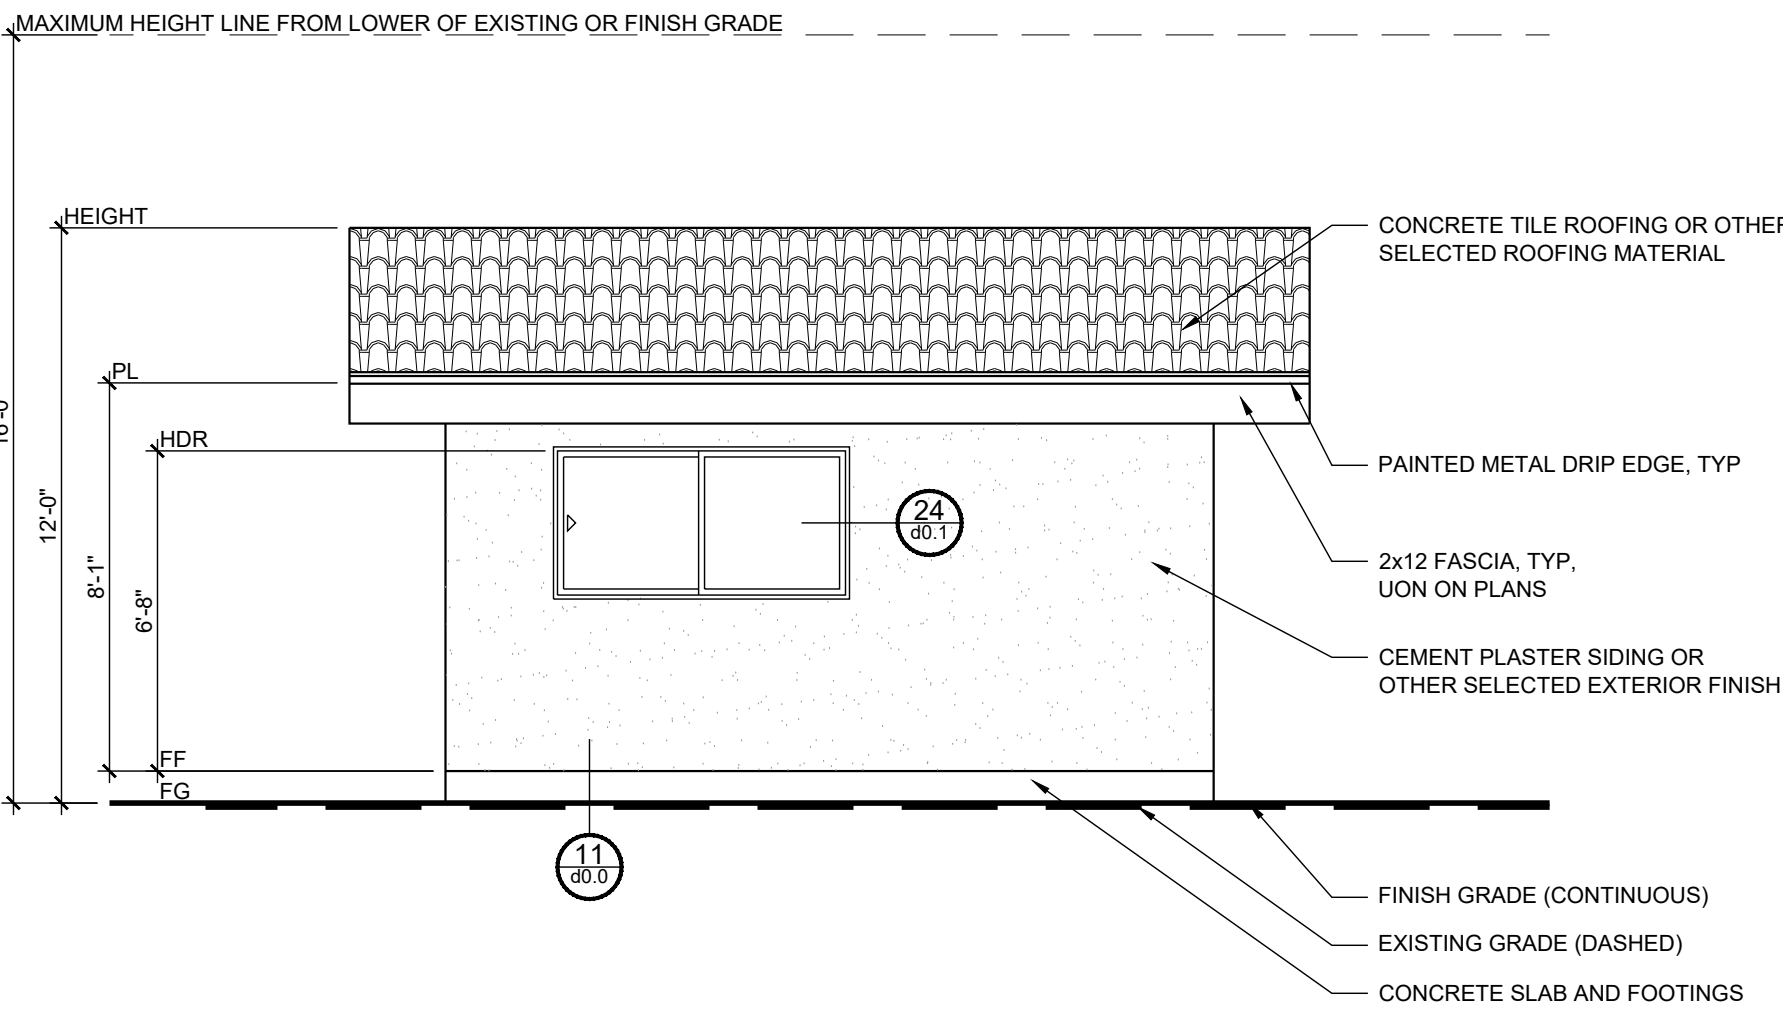 MAXIMUM HEIGHT LINE FROM LOWER OF EXISTING OR FINISH GRADE
HEIGHT
CONCRETE TILE ROOFING OR OTHER
SELECTED ROOFING MATERIAL
PL
HDR
PAINTED METAL DRIP EDGE, TYP
12'-0"
24
d0.1
8'-1"
2x12 FASCIA, TYP,
UON ON PLANS
6'-8"
CEMENT PLASTER SIDING OR
OTHER SELECTED EXTERIOR FINISH
FF
FG
11
d0.0
FINISH GRADE (CONTINUOUS)
EXISTING GRADE (DASHED)
CONCRETE SLAB AND FOOTINGS